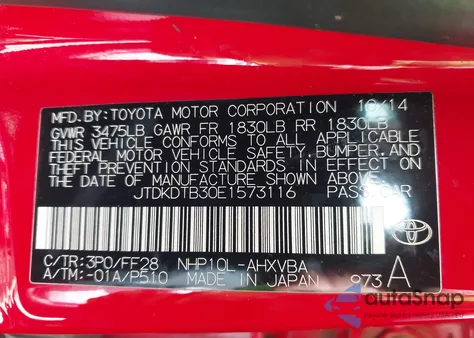 MFD. BY: TOYOTA MOTOR CORPORATION 10/14
GVWR 3475LB GAWR FR 1830LB RR 1830LB
THIS VEHICLE CONFORMS TO ALL APPLICABLE
FEDERAL MOTOR VEHICLE SAFETY, BUMPER, AND
THEFT PREVENTION STANDARDS IN EFFECT ON THE
DATE OF MANUFACTURE SHOWN ABOVE.
JTDKDTB30E1573116 PASS. CAR
C/TR: 3P0/FF28 NHP10L-AHXVBA
A/TM: -01A/P510 MADE IN JAPAN 973 A
TOYOTA
autoSnap